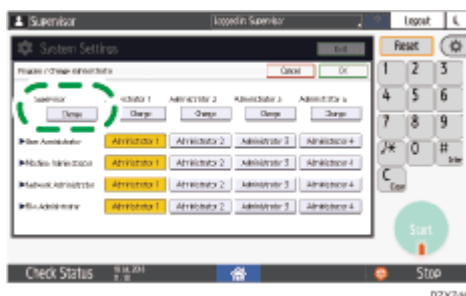 Supervisor
Logged in: Supervisor
Logout
System Settings
Exit
Reset
Program / Change Administrator
Cancel
OK
1 2 3
Supervisor Administrator 1 Administrator 2 Administrator 3 Administrator 4
4 5 6
Change Change Change Change Change
7 8 9
▶User Administrator Administrator 1 Administrator 2 Administrator 3 Administrator 4
0 #
▶Machine Administrator Administrator 1 Administrator 2 Administrator 3 Administrator 4
▶Network Administrator Administrator 1 Administrator 2 Administrator 3 Administrator 4
C
▶File Administrator Administrator 1 Administrator 2 Administrator 3 Administrator 4
Start
Check Status
Stop